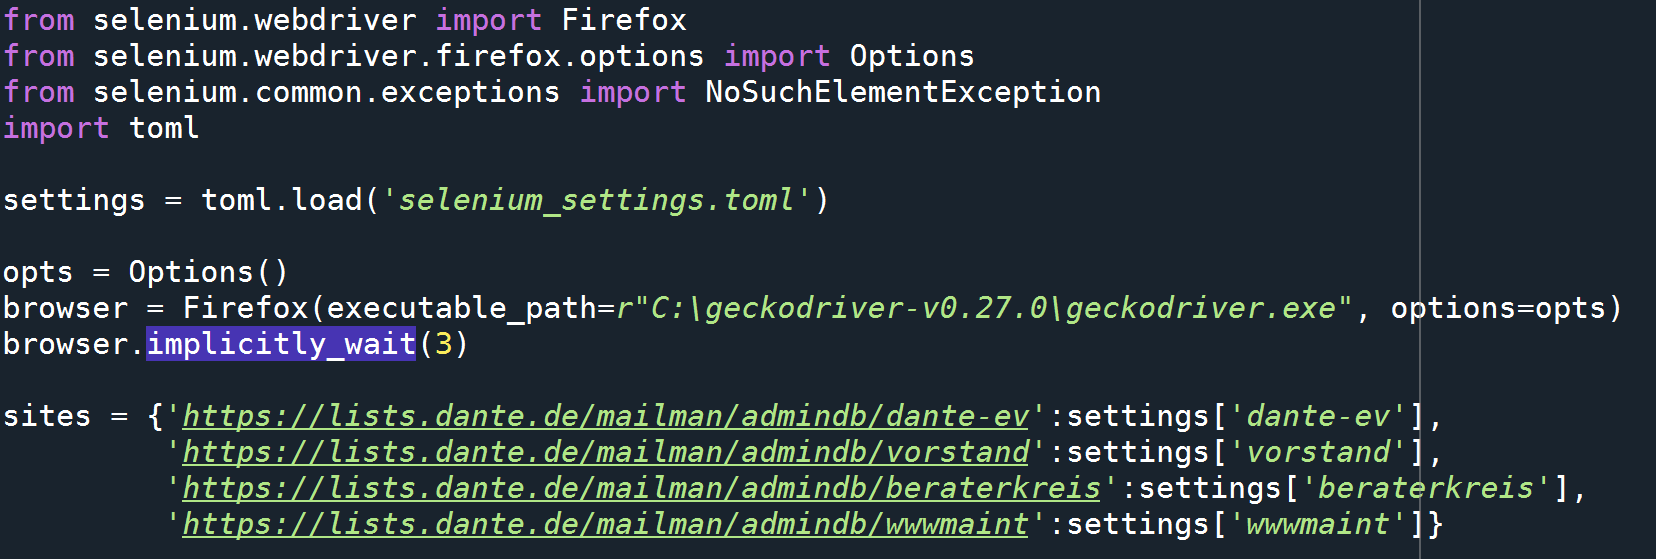 from selenium.webdriver import Firefox
from selenium.webdriver.firefox.options import Options
from selenium.common.exceptions import NoSuchElementException
import toml
settings = toml.load('selenium_settings.toml')
opts = Options()
browser = Firefox(executable_path=r"C:\geckodriver-v0.27.0\geckodriver.exe", options=opts)
browser.implicitly_wait(3)
sites = {'https://lists.dante.de/mailman/admindb/dante-ev':settings['dante-ev'],
'https://lists.dante.de/mailman/admindb/vorstand':settings['vorstand'],
'https://lists.dante.de/mailman/admindb/beraterkreis':settings['beraterkreis'],
'https://lists.dante.de/mailman/admindb/wwwmaint':settings['wwwmaint']}